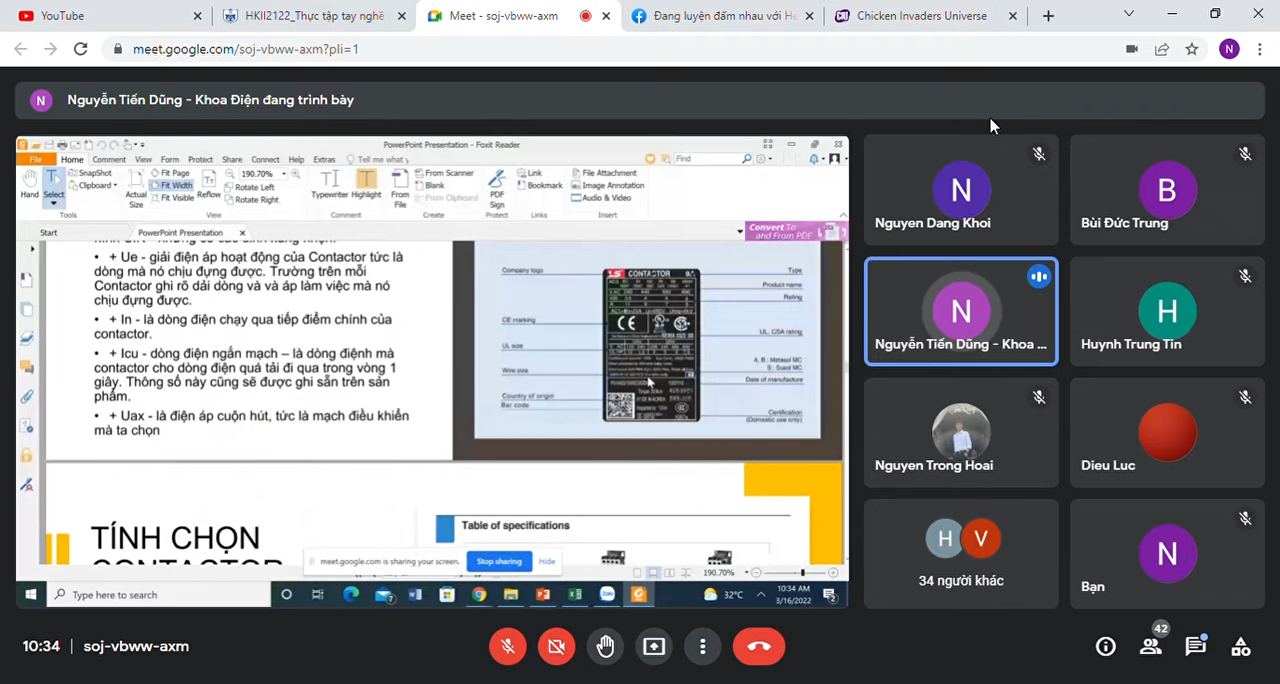 YouTube
HKII2122_Thực tập tay nghề
Meet - soj-vbww-axm
Đang luyện đấm nhau với He
Chicken Invaders Universe
meet.google.com/soj-vbww-axm?pli=1
N
N
Nguyễn Tiến Dũng - Khoa Điện đang trình bày
PowerPoint Presentation - Foxit Reader
File
Home
Comment
View
Form
Protect
Share
Connect
Help
Extras
Tell me what y
Find
Hand
Select
SnapShot
Clipboard
Tools
Actual Size
Fit Page
Fit Width
Fit Visible
Reflow
190.70%
Rotate Left
Rotate Right
View
Typewriter
Highlight
Comment
From File
From Scanner
Blank
From Clipboard
Create
PDF Sign
Protect
Link
Bookmark
Links
File Attachment
Image Annotation
Audio & Video
Insert
Start
PowerPoint Presentation
Convert To
and From PDF
• + Ue - giải điện áp hoạt động của Contactor tức là
dòng mà nó chịu đựng được. Trường trên mỗi
Contactor ghi rõ dải dòng và và áp làm việc mà nó
chịu đựng được.
• + In - là dòng điện chạy qua tiếp điểm chính của
contactor.
• + Icu - dòng điện ngắn mạch – là dòng điệnh mà
contactor cho dòng điện quá tải đi qua trong vòng 1
giây. Thông số này cũng sẽ được ghi sẵn trên sản
phẩm.
• + Uax - là điện áp cuộn hút, tức là mạch điều khiển
mà ta chọn
Company logo
CE marking
UL size
Wire size
Country of origin
Bar code
LS CONTACTOR
CE
Type
Product name
Rating
UL, CSA rating
A, B : Metasol MC
S : Susol MC
Date of manufacture
Certification
(Domestic use only)
TÍNH CHỌN
CONTACTOR
Table of specifications
meet.google.com is sharing your screen.
Stop sharing
Hide
190.70%
Type here to search
Zalo
32°C
10:34 AM
3/16/2022
2
N
Nguyen Dang Khoi
B
Bùi Đức Trung
N
Nguyễn Tiến Dũng - Khoa ...
H
Huynh Trung Tin
Nguyen Trong Hoai
Dieu Luc
H
V
34 người khác
N
Bạn
10:34
soj-vbww-axm
42